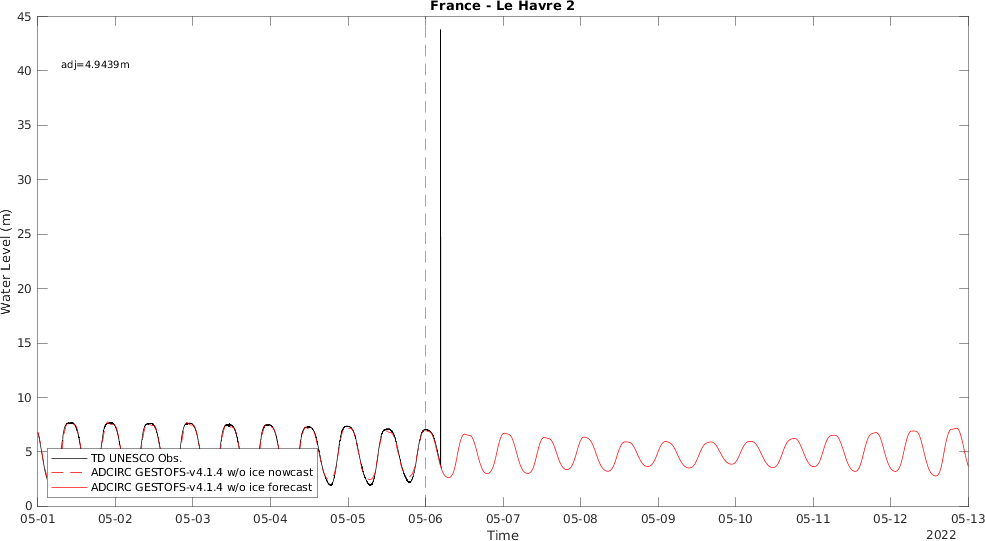 France - Le Havre 2
45
40
35
30
25
20
15
10
5
0
adj=4.9439m
Water Level (m)
TD UNESCO Obs.
ADCIRC GESTOFS-v4.1.4 w/o ice nowcast
ADCIRC GESTOFS-v4.1.4 w/o ice forecast
05-01 05-02 05-03 05-04 05-05 05-06 05-07 05-08 05-09 05-10 05-11 05-12 05-13
Time
2022